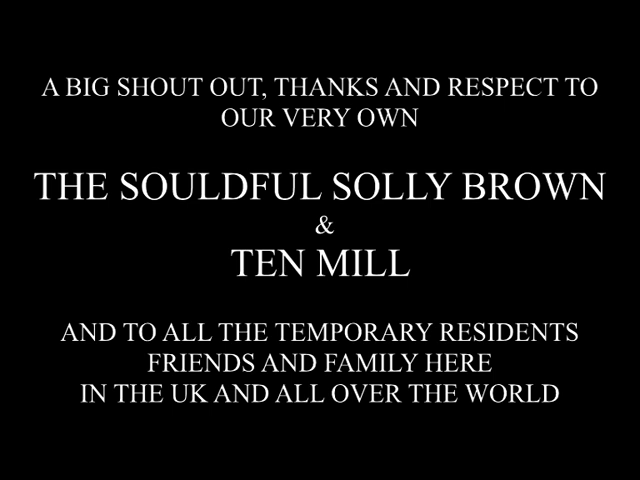 A BIG SHOUT OUT, THANKS AND RESPECT TO
OUR VERY OWN
THE SOULDFUL SOLLY BROWN
&
TEN MILL
AND TO ALL THE TEMPORARY RESIDENTS
FRIENDS AND FAMILY HERE
IN THE UK AND ALL OVER THE WORLD